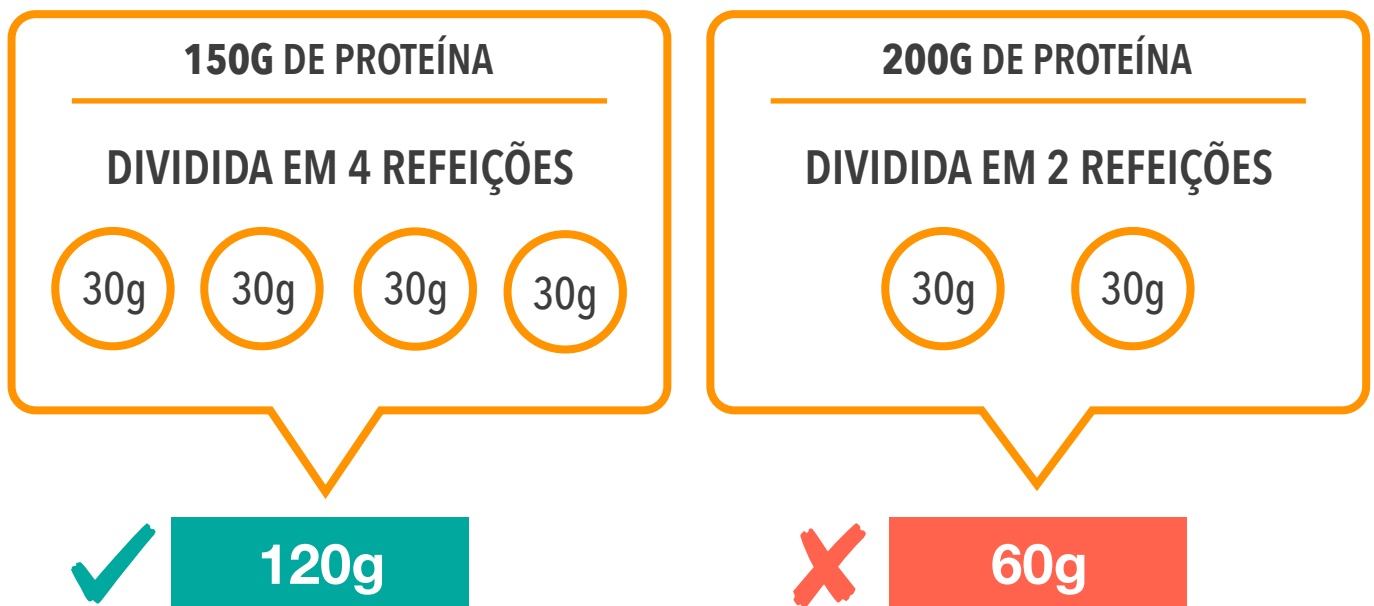 150G DE PROTEÍNA
DIVIDIDA EM 4 REFEIÇÕES
30g 30g 30g 30g
120g
200G DE PROTEÍNA
DIVIDIDA EM 2 REFEIÇÕES
30g 30g
60g